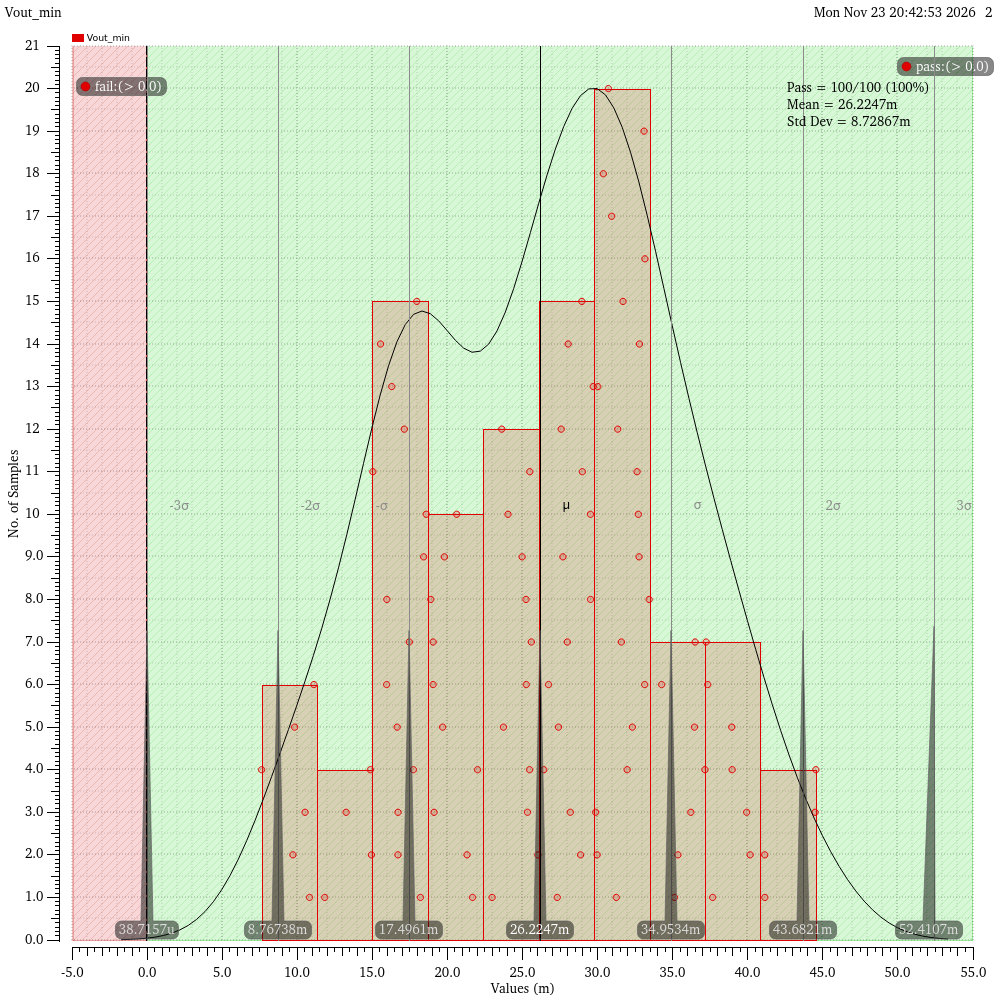 Vout_min
Mon Nov 23 20:42:53 2026 2
Vout_min
fail:(> 0.0)
pass:(> 0.0)
Pass = 100/100 (100%)
Mean = 26.2247m
Std Dev = 8.72867m
No. of Samples
21
20
19
18
17
16
15
14
13
12
11
10
9.0
8.0
7.0
6.0
5.0
4.0
3.0
2.0
1.0
0.0
-3σ -2σ -σ μ σ 2σ 3σ
38.7157u 8.76738m 17.4961m 26.2247m 34.9534m 43.6821m 52.4107m
-5.0 0.0 5.0 10.0 15.0 20.0 25.0 30.0 35.0 40.0 45.0 50.0 55.0
Values (m)